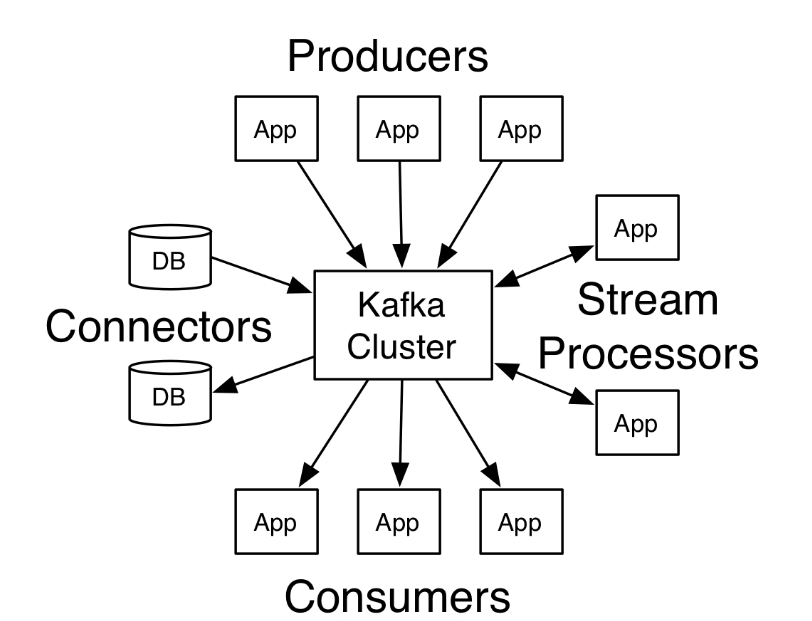 Producers
App
App
App
App
DB
Kafka
Cluster
Stream
Processors
Connectors
DB
App
App
App
App
Consumers